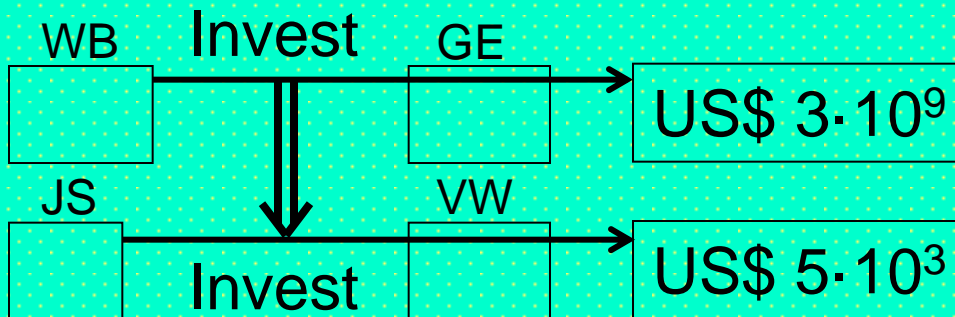 WB Invest GE
US$ 3·10⁹
JS VW
Invest US$ 5·10³